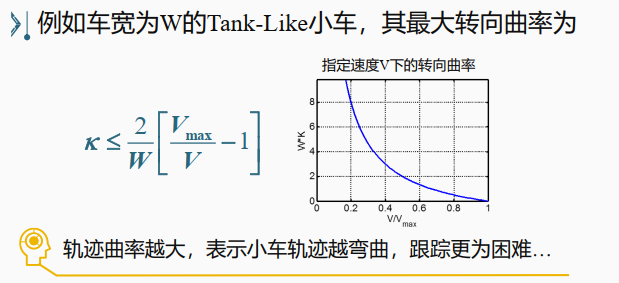 例如车宽为W的Tank-Like小车，其最大转向曲率为
指定速度V下的转向曲率
κ ≤ 2/W [Vmax/V − 1]
W*K
8
6
4
2
0
0 0.2 0.4 0.6 0.8 1
V/Vmax
轨迹曲率越大，表示小车轨迹越弯曲，跟踪更为困难…